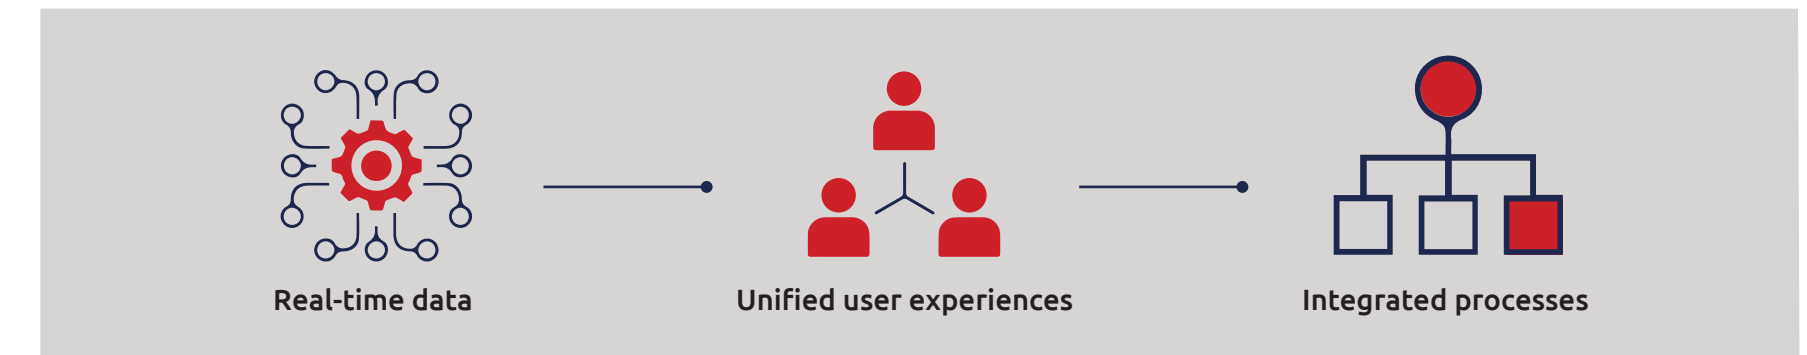 Real-time data
Unified user experiences
Integrated processes